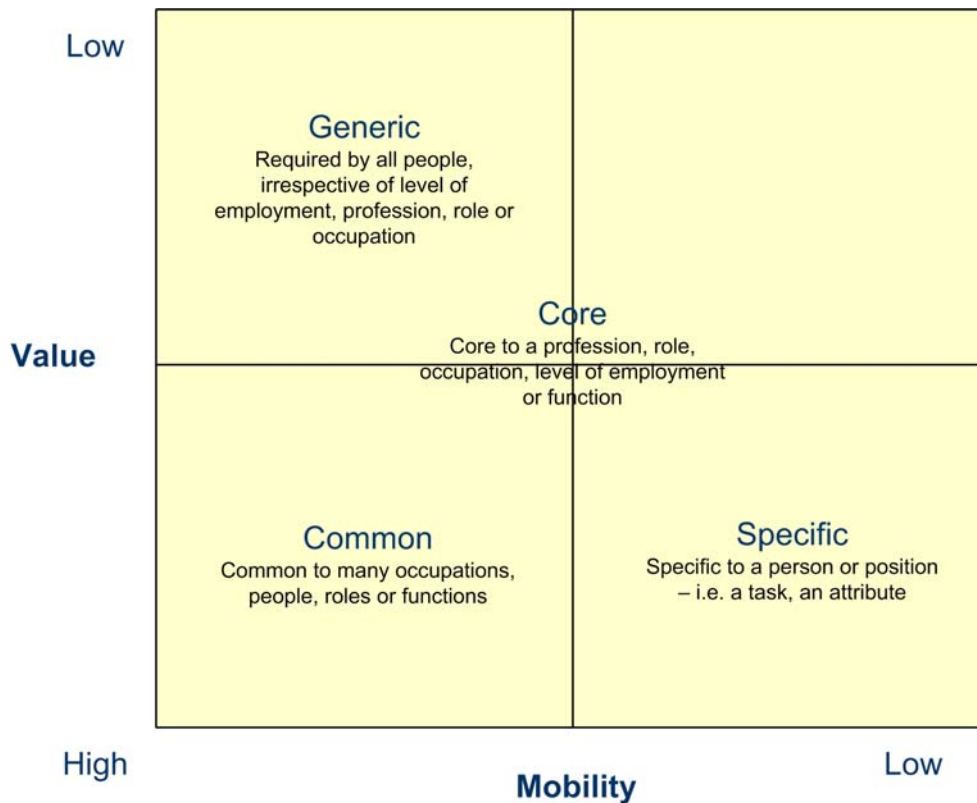 Low
Generic
Required by all people,
irrespective of level of
employment, profession, role or
occupation
Core
Core to a profession, role,
occupation, level of employment
or function
Value
Common
Common to many occupations,
people, roles or functions
Specific
Specific to a person or position
– i.e. a task, an attribute
High
Mobility
Low